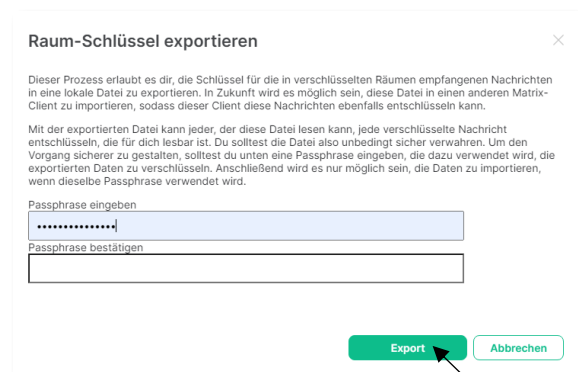 Raum-Schlüssel exportieren
Dieser Prozess erlaubt es dir, die Schlüssel für die in verschlüsselten Räumen empfangenen Nachrichten
in eine lokale Datei zu exportieren. In Zukunft wird es möglich sein, diese Datei in einen anderen Matrix-
Client zu importieren, sodass dieser Client diese Nachrichten ebenfalls entschlüsseln kann.
Mit der exportierten Datei kann jeder, der diese Datei lesen kann, jede verschlüsselte Nachricht
entschlüsseln, die für dich lesbar ist. Du solltest die Datei also unbedingt sicher verwahren. Um den
Vorgang sicherer zu gestalten, solltest du unten eine Passphrase eingeben, die dazu verwendet wird, die
exportierten Daten zu verschlüsseln. Anschließend wird es nur möglich sein, die Daten zu importieren,
wenn dieselbe Passphrase verwendet wird.
Passphrase eingeben
•••••••••••••••
Passphrase bestätigen
Export Abbrechen